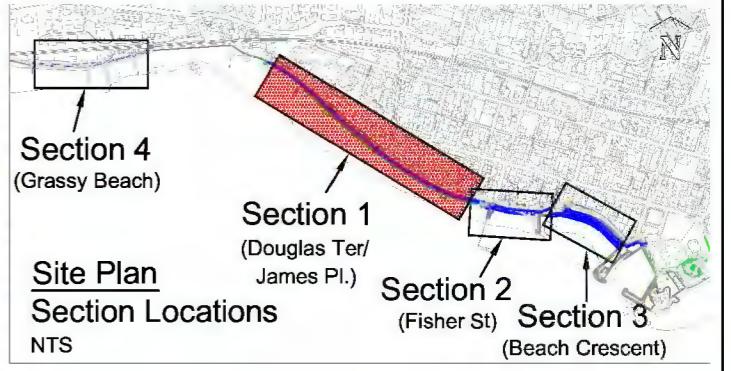 N
Section 4
(Grassy Beach)
Section 1
(Douglas Ter/
James Pl.)
Section 2
(Fisher St)
Section 3
(Beach Crescent)
Site Plan
Section Locations
NTS